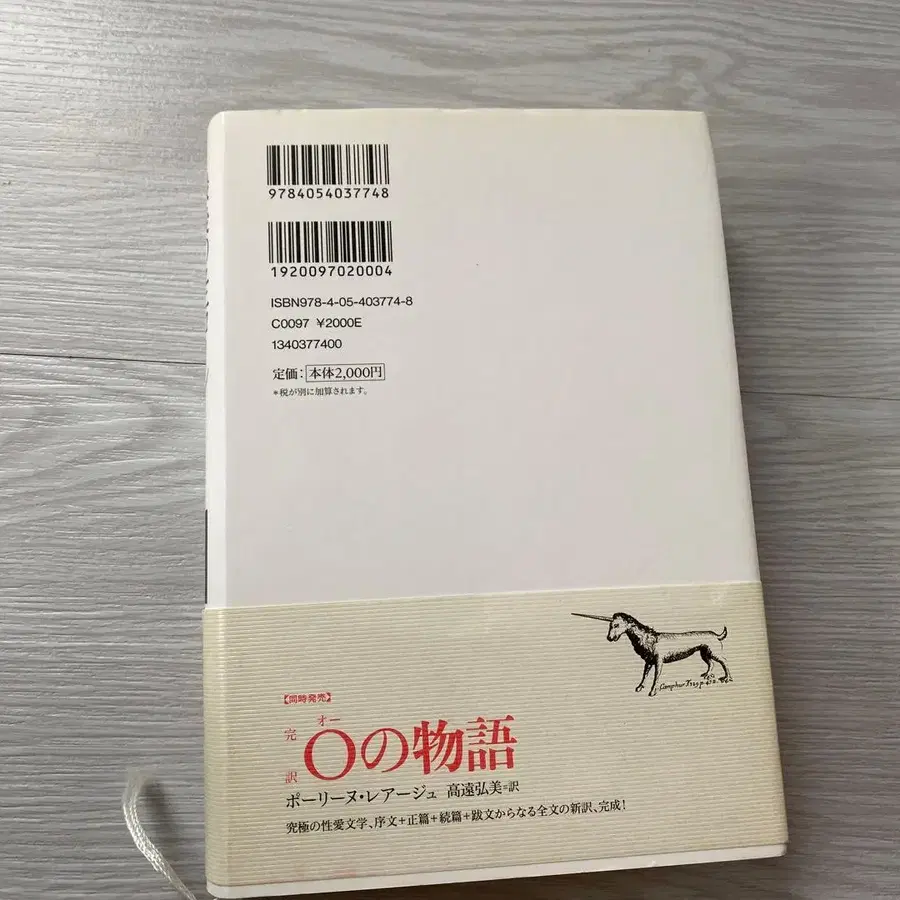 9784054037748
1920097020004
ISBN978-4-05-403774-8
C0097 ¥2000E
1340377400
定価：本体2,000円
＊税が別に加算されます。
【同時発売】
完訳 Oの物語
オー
ポーリーヌ・レアージュ 高遠弘美＝訳
究極の性愛文学、序文＋正篇＋続篇＋跋文からなる全文の新訳、完成！